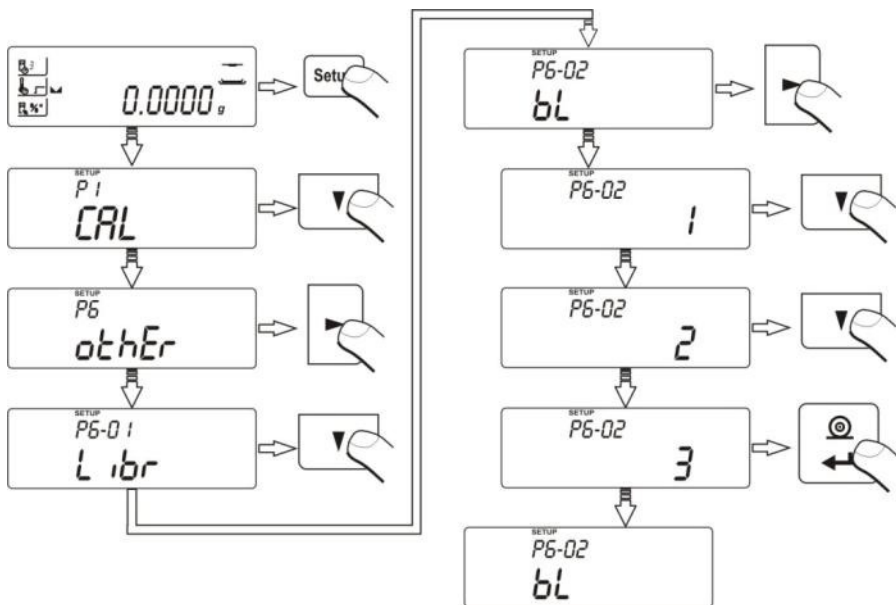 0.0000 g
Setu
SETUP
P1
CAL
SETUP
P6
othEr
SETUP
P6-01
Libr
SETUP
P6-02
bL
SETUP
P6-02
1
SETUP
P6-02
2
SETUP
P6-02
3
SETUP
P6-02
bL